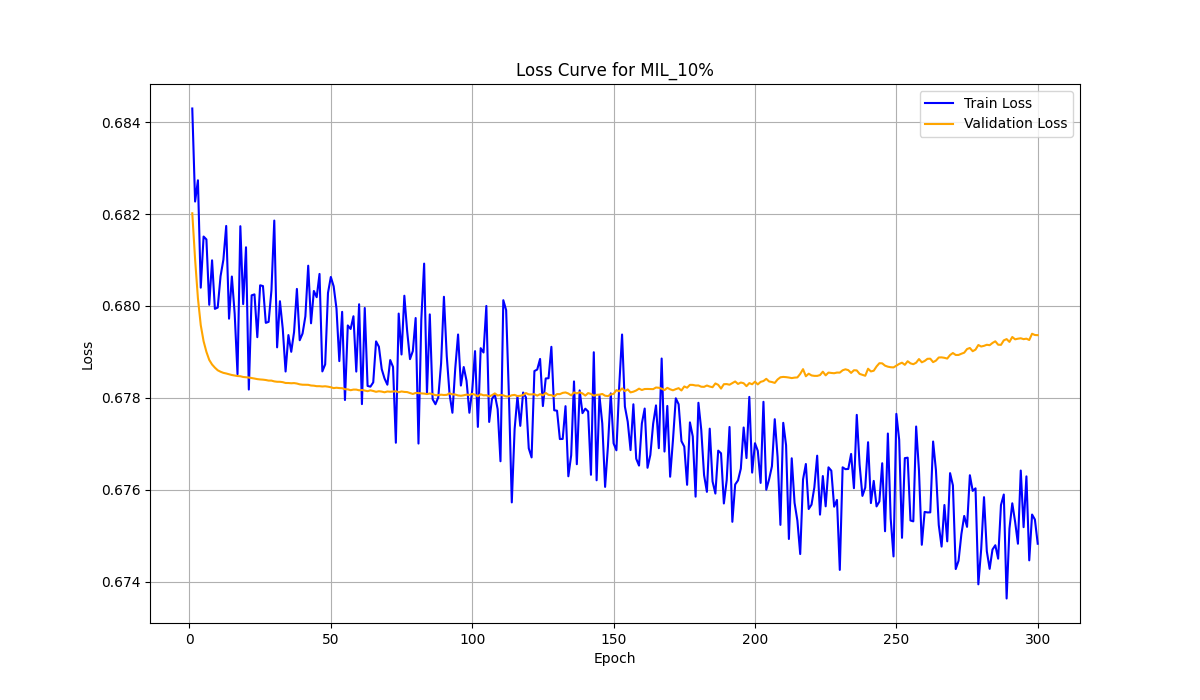 Loss Curve for MIL_10%
Train Loss
Validation Loss
Loss
0.684
0.682
0.680
0.678
0.676
0.674
0 50 100 150 200 250 300
Epoch